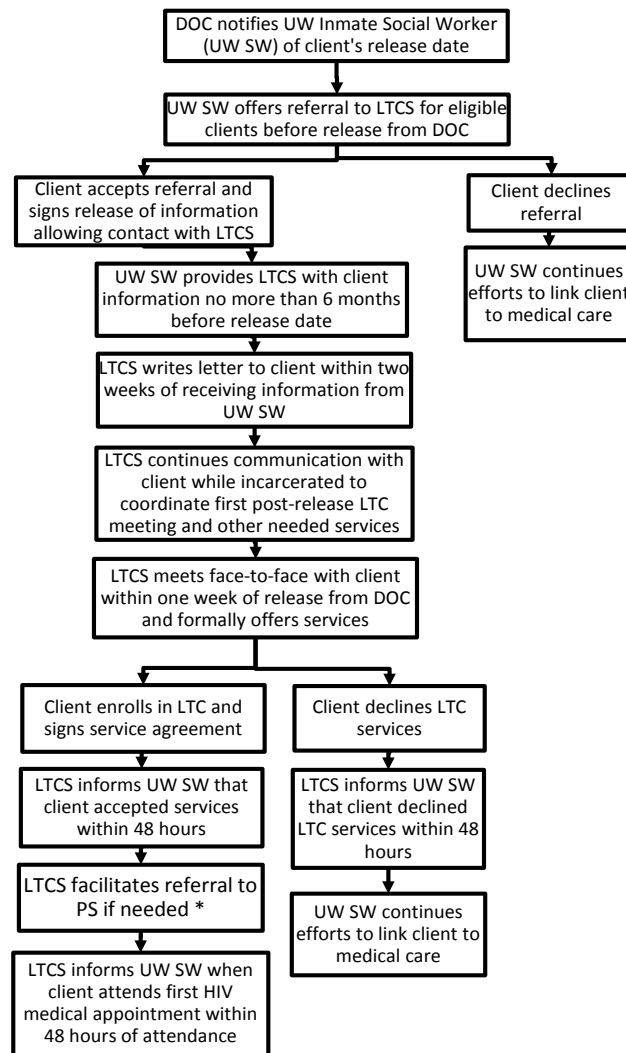 DOC notifies UW Inmate Social Worker
(UW SW) of client's release date
UW SW offers referral to LTCS for eligible
clients before release from DOC
Client accepts referral and
signs release of information
allowing contact with LTCS
Client declines
referral
UW SW continues
efforts to link client
to medical care
UW SW provides LTCS with client
information no more than 6 months
before release date
LTCS writes letter to client within two
weeks of receiving information from
UW SW
LTCS continues communication with
client while incarcerated to
coordinate first post-release LTC
meeting and other needed services
LTCS meets face-to-face with client
within one week of release from DOC
and formally offers services
Client enrolls in LTC and
signs service agreement
LTCS informs UW SW that
client accepted services
within 48 hours
LTCS facilitates referral to
PS if needed *
LTCS informs UW SW when
client attends first HIV
medical appointment within
48 hours of attendance
Client declines LTC
services
LTCS informs UW SW
that client declined
LTC services within 48
hours
UW SW continues
efforts to link client to
medical care